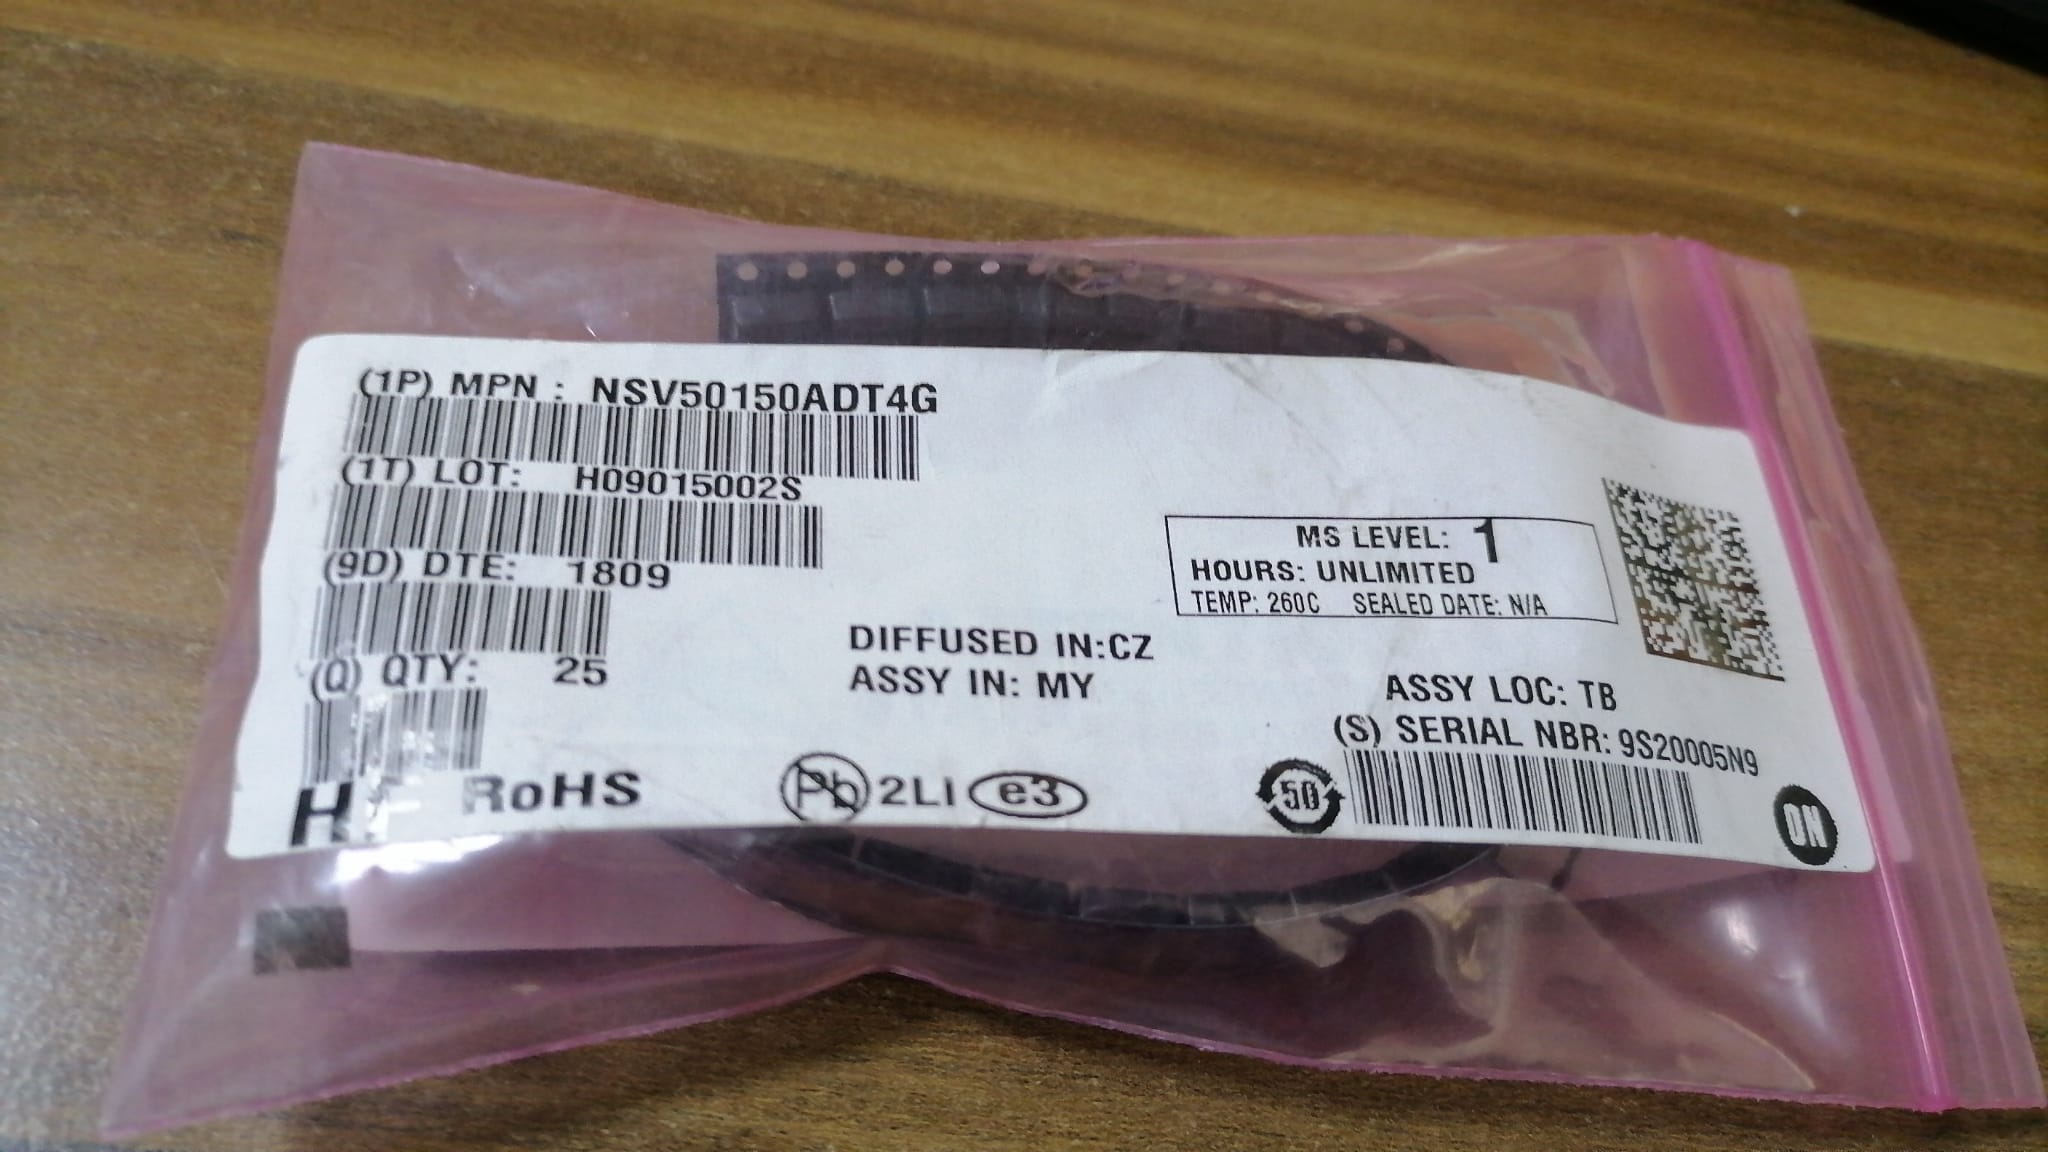 (1P) MPN : NSV50150ADT4G
(1T) LOT: H09015002S
(9D) DTE: 1809
(Q) QTY: 25
MS LEVEL: 1
HOURS: UNLIMITED
TEMP: 260C SEALED DATE: N/A
DIFFUSED IN:CZ
ASSY IN: MY
ASSY LOC: TB
(S) SERIAL NBR: 9S20005N9
RoHS
Pb 2LI e3
50
ON